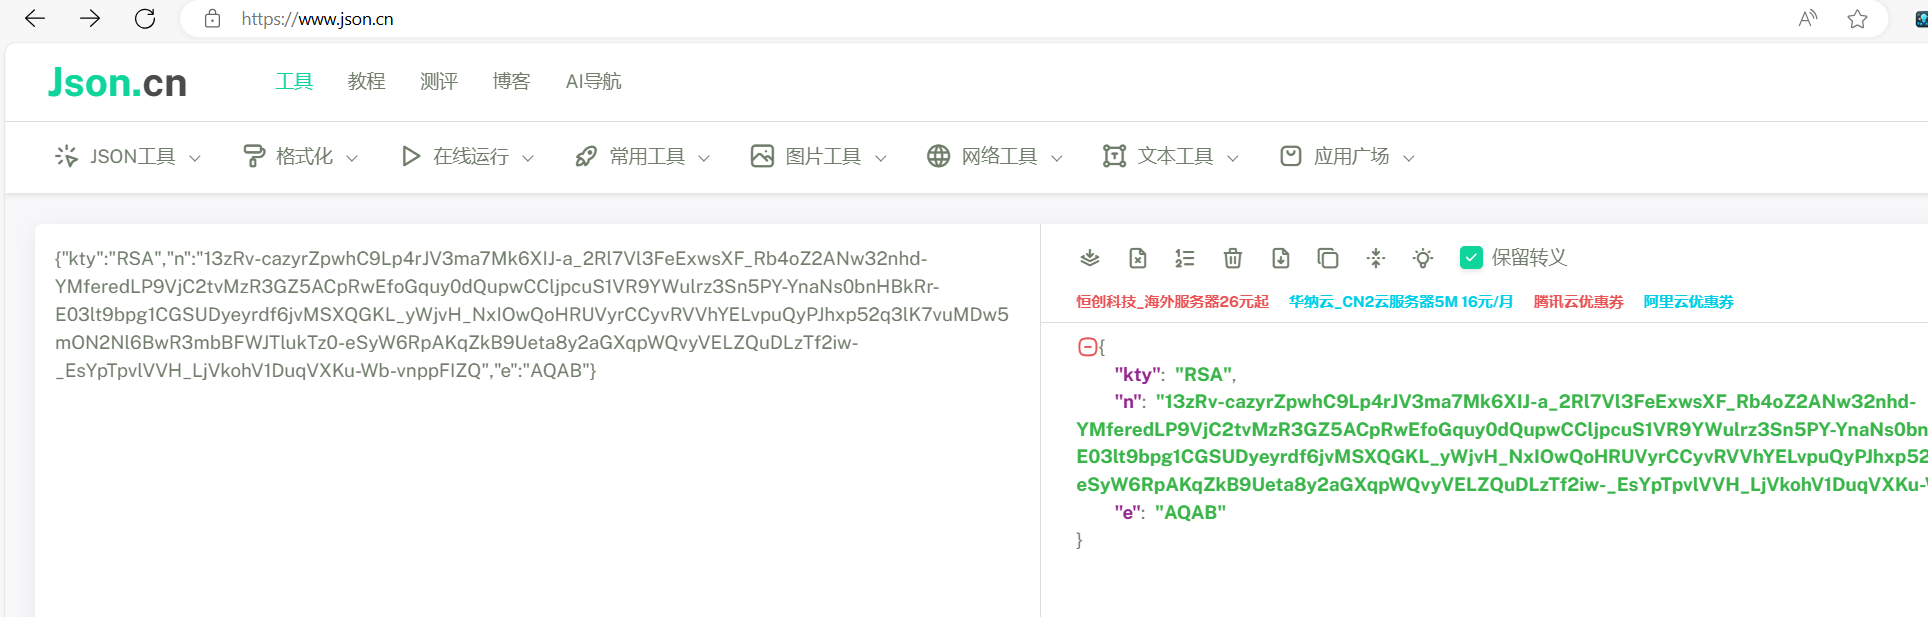 https://www.json.cn
Json.cn
工具 教程 测评 博客 AI导航
JSON工具 格式化 在线运行 常用工具 图片工具 网络工具 文本工具 应用广场
{"kty":"RSA","n":"13zRv-cazyrZpwhC9Lp4rJV3ma7Mk6XIJ-a_2Rl7Vl3FeExwsXF_Rb4oZ2ANw32nhd-
YMferedLP9VjC2tvMzR3GZ5ACpRwEfoGquy0dQupwCCljpcuS1VR9YWulrz3Sn5PY-YnaNs0bnHBkRr-
E03lt9bpg1CGSUDyeyrdf6jvMSXQGKL_yWjvH_NxIOwQoHRUVyrCCyvRVVhYELvpuQyPJhxp52q3lK7vuMDw5
mON2Nl6BwR3mbBFWJTlukTz0-eSyW6RpAKqZkB9Ueta8y2aGXqpWQvyVELZQuDLzTf2iw-
_EsYpTpvlVVH_LjVkohV1DuqVXKu-Wb-vnppFIZQ","e":"AQAB"}
保留转义
恒创科技_海外服务器26元起 华纳云_CN2云服务器5M 16元/月 腾讯云优惠券 阿里云优惠券
{
"kty": "RSA",
"n": "13zRv-cazyrZpwhC9Lp4rJV3ma7Mk6XIJ-a_2Rl7Vl3FeExwsXF_Rb4oZ2ANw32nhd-
YMferedLP9VjC2tvMzR3GZ5ACpRwEfoGquy0dQupwCCljpcuS1VR9YWulrz3Sn5PY-YnaNs0bn
E03lt9bpg1CGSUDyeyrdf6jvMSXQGKL_yWjvH_NxIOwQoHRUVyrCCyvRVVhYELvpuQyPJhxp52
eSyW6RpAKqZkB9Ueta8y2aGXqpWQvyVELZQuDLzTf2iw-_EsYpTpvlVVH_LjVkohV1DuqVXKu-
"e": "AQAB"
}